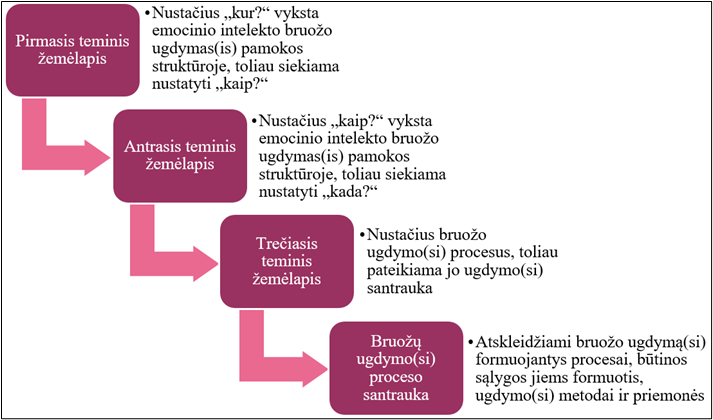 Pirmasis teminis
žemėlapis
•Nustačius „kur?“ vyksta
emocinio intelekto bruožo
ugdymas(is) pamokos
struktūroje, toliau siekiama
nustatyti „kaip?“
Antrasis teminis
žemėlapis
•Nustačius „kaip?“ vyksta
emocinio intelekto bruožo
ugdymas(is) pamokos
struktūroje, toliau siekiama
nustatyti „kada?“
Trečiasis
teminis
žemėlapis
•Nustačius bruožo
ugdymo(si) procesus, toliau
pateikiama jo ugdymo(si)
santrauka
Bruožų
ugdymo(si)
proceso
santrauka
•Atskleidžiami bruožo ugdymą(si)
formuojantys procesai, būtinos
sąlygos jiems formuotis,
ugdymo(si) metodai ir priemonės